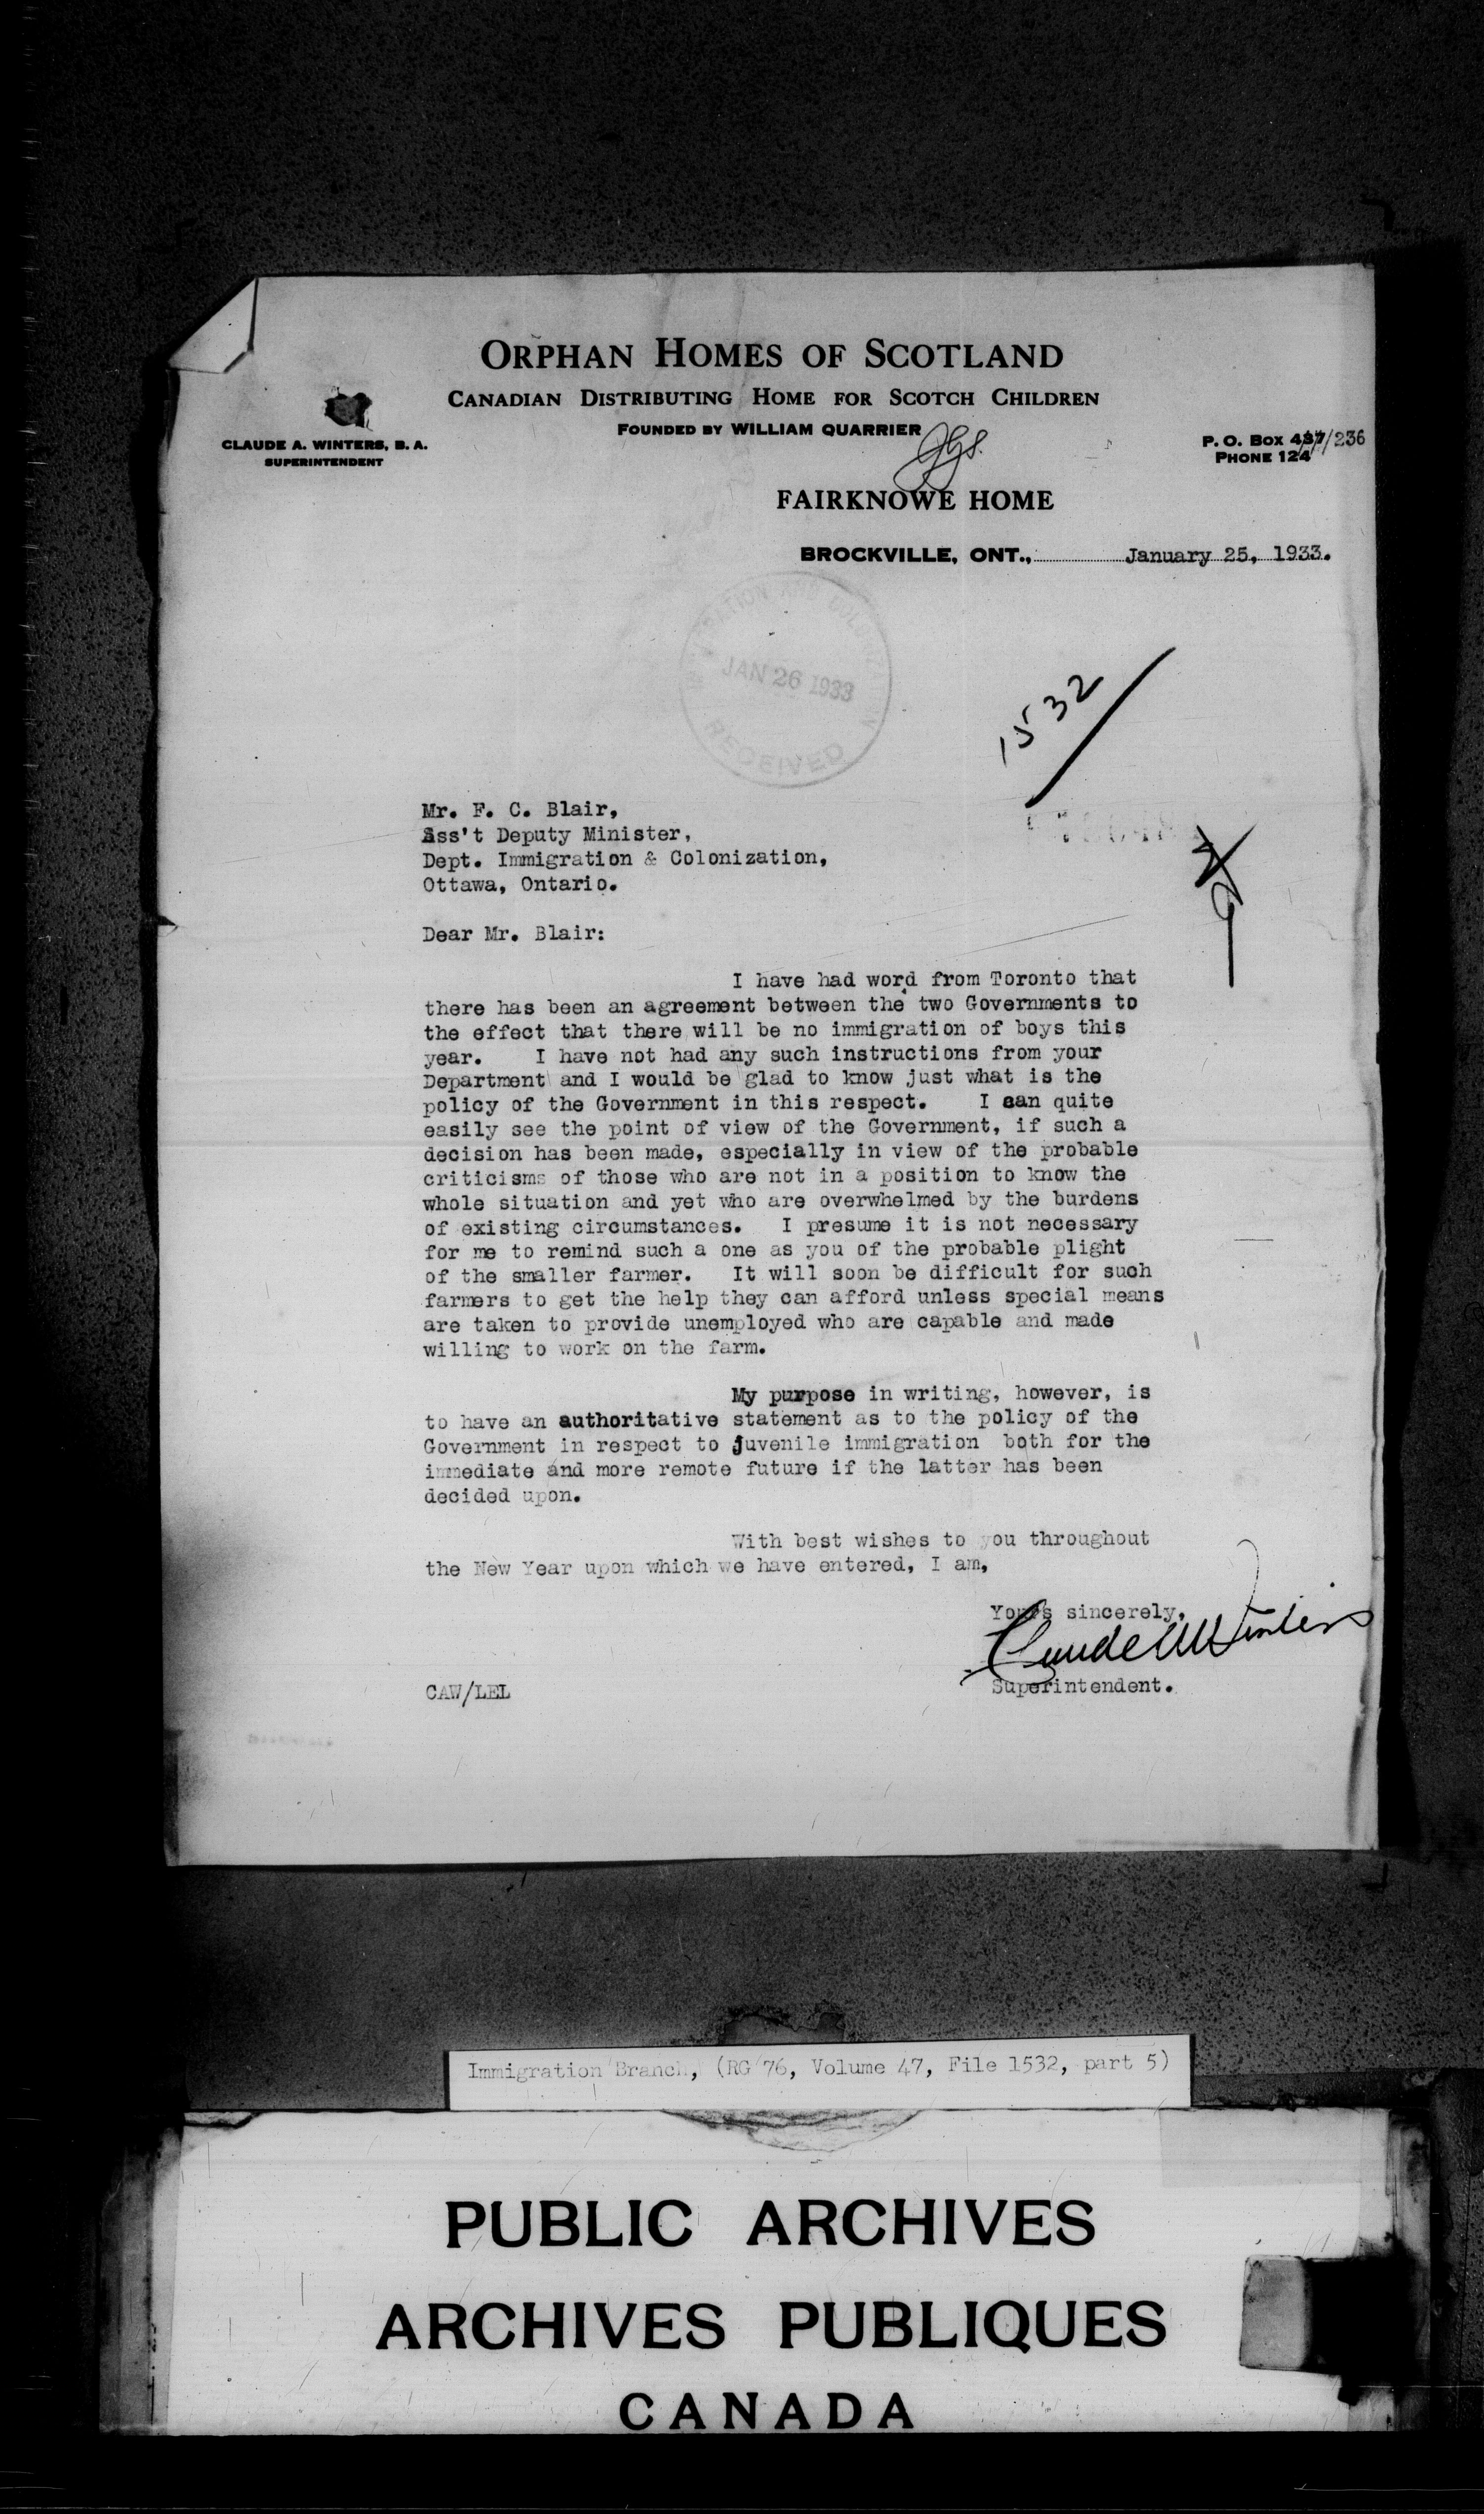 ORPHAN HOMES OF SCOTLAND
CANADIAN DISTRIBUTING HOME FOR SCOTCH CHILDREN
FOUNDED BY WILLIAM QUARRIER
CLAUDE A. WINTERS, B. A.
SUPERINTENDENT
P. O. BOX 437/236
PHONE 124
FAIRKNOWE HOME
BROCKVILLE, ONT., January 25, 1933.
IMMIGRATION AND COLONIZATION
JAN 26 1933
RECEIVED
1532
Mr. F. C. Blair,
Ass't Deputy Minister,
Dept. Immigration & Colonization,
Ottawa, Ontario.
Dear Mr. Blair:
I have had word from Toronto that
there has been an agreement between the two Governments to
the effect that there will be no immigration of boys this
year. I have not had any such instructions from your
Department and I would be glad to know just what is the
policy of the Government in this respect. I can quite
easily see the point of view of the Government, if such a
decision has been made, especially in view of the probable
criticisms of those who are not in a position to know the
whole situation and yet who are overwhelmed by the burdens
of existing circumstances. I presume it is not necessary
for me to remind such a one as you of the probable plight
of the smaller farmer. It will soon be difficult for such
farmers to get the help they can afford unless special means
are taken to provide unemployed who are capable and made
willing to work on the farm.
My purpose in writing, however, is
to have an authoritative statement as to the policy of the
Government in respect to juvenile immigration both for the
immediate and more remote future if the latter has been
decided upon.
With best wishes to you throughout
the New Year upon which we have entered, I am,
Yours sincerely,
Claude A Winters
Superintendent.
CAW/LEL
Immigration Branch, (RG 76, Volume 47, File 1532, part 5)
PUBLIC ARCHIVES
ARCHIVES PUBLIQUES
CANADA